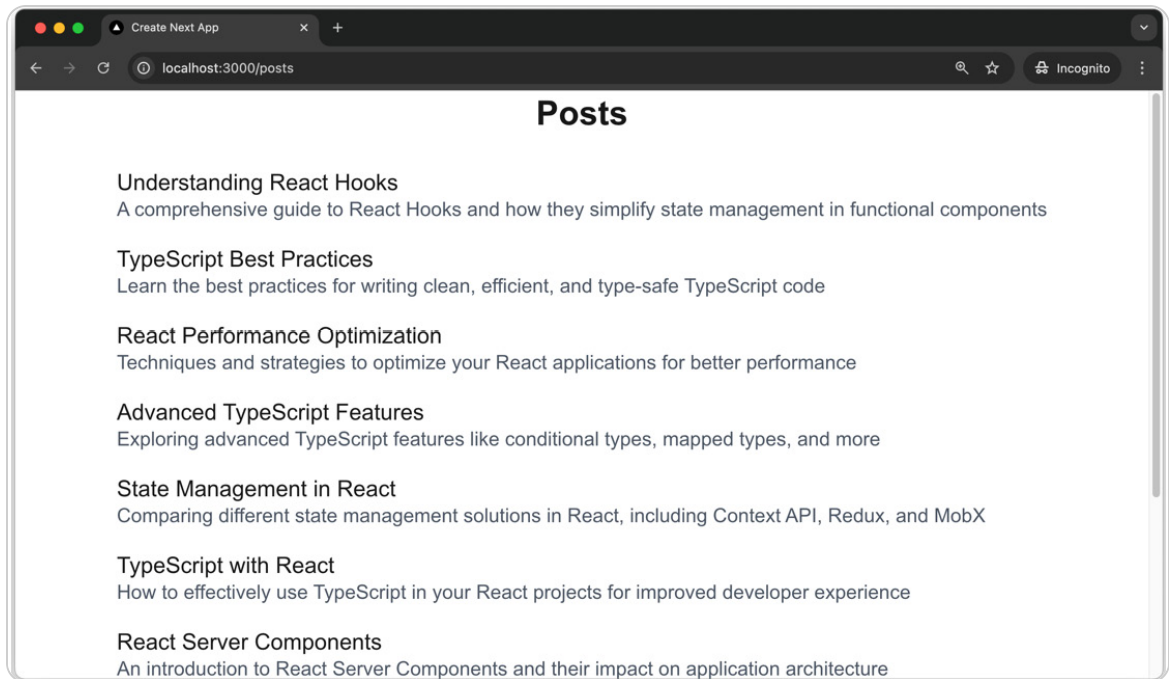 Create Next App
localhost:3000/posts
Incognito
Posts
Understanding React Hooks
A comprehensive guide to React Hooks and how they simplify state management in functional components
TypeScript Best Practices
Learn the best practices for writing clean, efficient, and type-safe TypeScript code
React Performance Optimization
Techniques and strategies to optimize your React applications for better performance
Advanced TypeScript Features
Exploring advanced TypeScript features like conditional types, mapped types, and more
State Management in React
Comparing different state management solutions in React, including Context API, Redux, and MobX
TypeScript with React
How to effectively use TypeScript in your React projects for improved developer experience
React Server Components
An introduction to React Server Components and their impact on application architecture